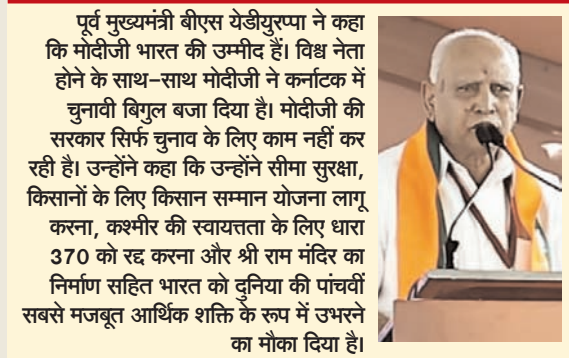 पूर्व मुख्यमंत्री बीएस येडीयुरप्पा ने कहा
कि मोदीजी भारत की उम्मीद हैं। विश्व नेता
होने के साथ-साथ मोदीजी ने कर्नाटक में
चुनावी बिगुल बजा दिया है। मोदीजी की
सरकार सिर्फ चुनाव के लिए काम नहीं कर
रही है। उन्होंने कहा कि उन्होंने सीमा सुरक्षा,
किसानों के लिए किसान सम्मान योजना लागू
करना, कश्मीर की स्वायत्तता के लिए धारा
370 को रद्द करना और श्री राम मंदिर का
निर्माण सहित भारत को दुनिया की पांचवीं
सबसे मजबूत आर्थिक शक्ति के रूप में उभरने
का मौका दिया है।